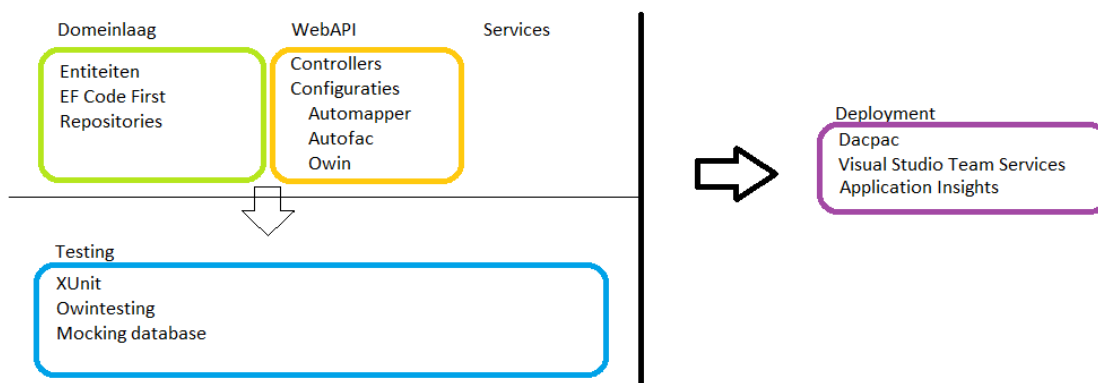 Domeinlaag
Entiteiten
EF Code First
Repositories
WebAPI
Controllers
Configuraties
Automapper
Autofac
Owin
Services
Testing
XUnit
Owintesting
Mocking database
Deployment
Dacpac
Visual Studio Team Services
Application Insights